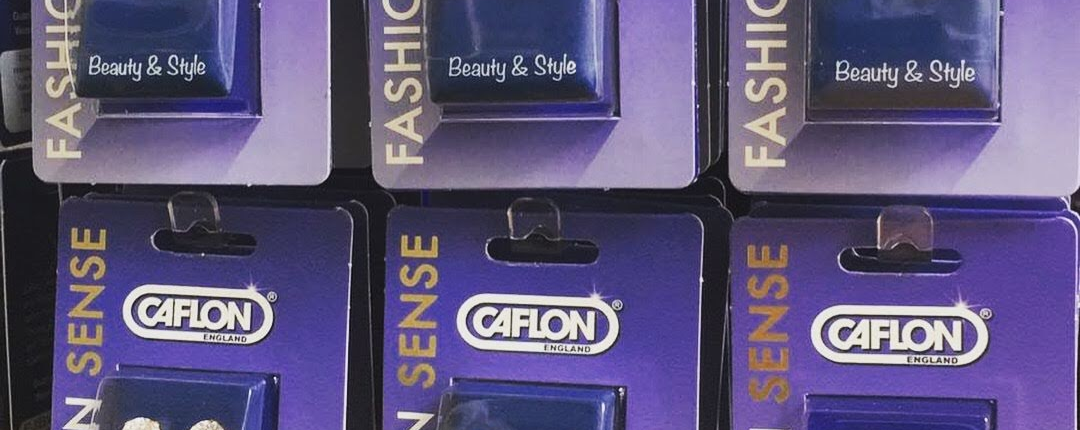 FASHIO
Beauty & Style
FASHIO
Beauty & Style
FASHIO
Beauty & Style
N SENSE
CAFLON®
ENGLAND
N SENSE
CAFLON®
ENGLAND
SENSE
CAFLON®
ENGLAND